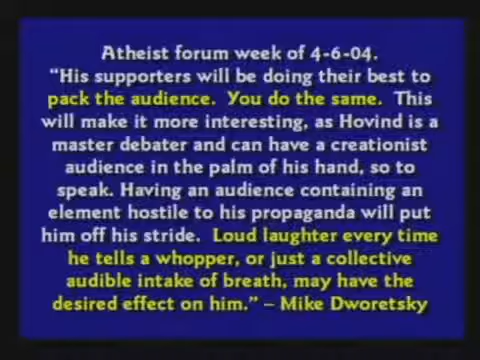 Atheist forum week of 4-6-04.
“His supporters will be doing their best to
pack the audience.  You do the same.  This
will make it more interesting, as Hovind is a
master debater and can have a creationist
audience in the palm of his hand, so to
speak. Having an audience containing an
element hostile to his propaganda will put
him off his stride.  Loud laughter every time
he tells a whopper, or just a collective
audible intake of breath, may have the
desired effect on him.” – Mike Dworetsky